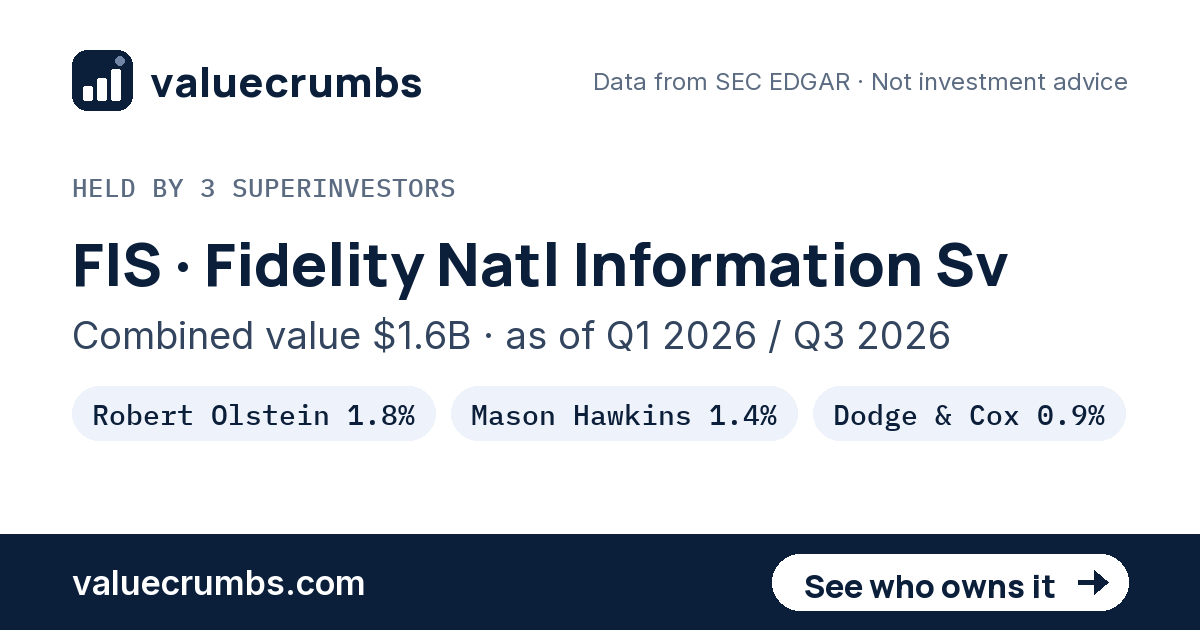 valuecrumbs
Data from SEC EDGAR · Not investment advice
HELD BY 3 SUPERINVESTORS
FIS · Fidelity Natl Information Sv
Combined value $1.6B · as of Q1 2026 / Q3 2026
Robert Olstein 1.8%
Mason Hawkins 1.4%
Dodge & Cox 0.9%
valuecrumbs.com
See who owns it →